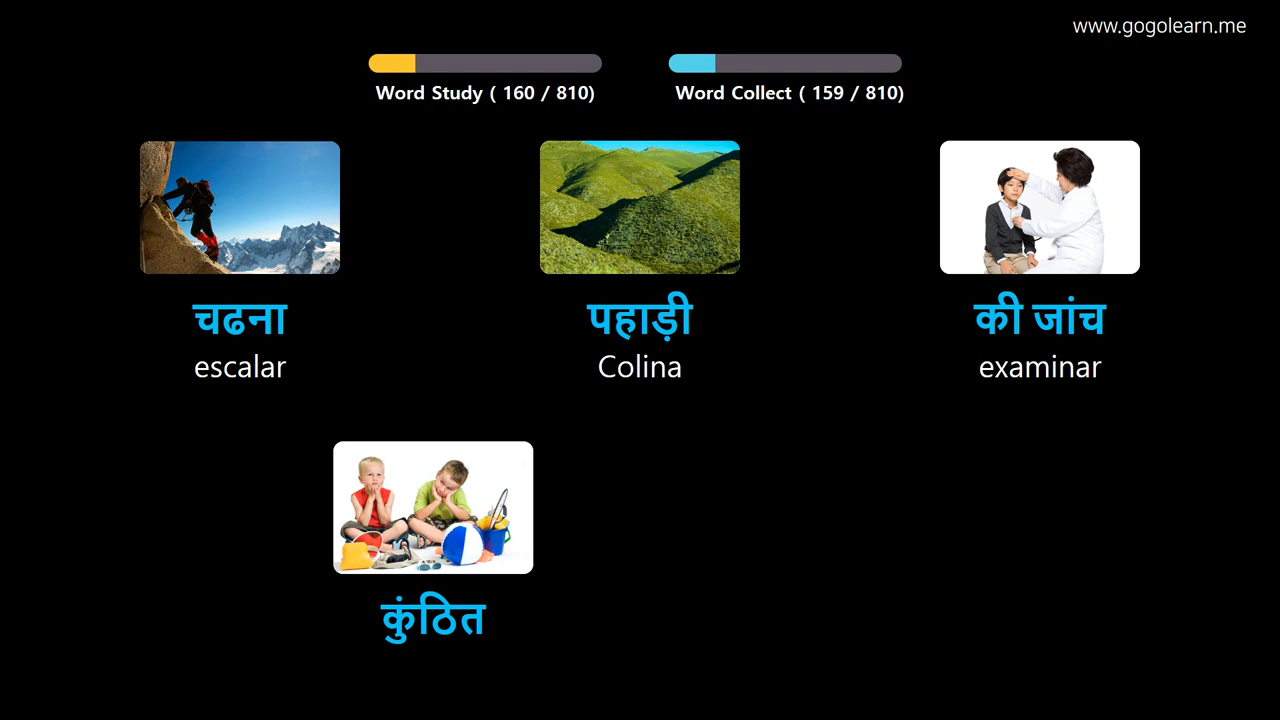 www.gogolearn.me
Word Study ( 160 / 810)
Word Collect ( 159 / 810)
चढना
पहाड़ी
की जांच
escalar
Colina
examinar
कुंठित